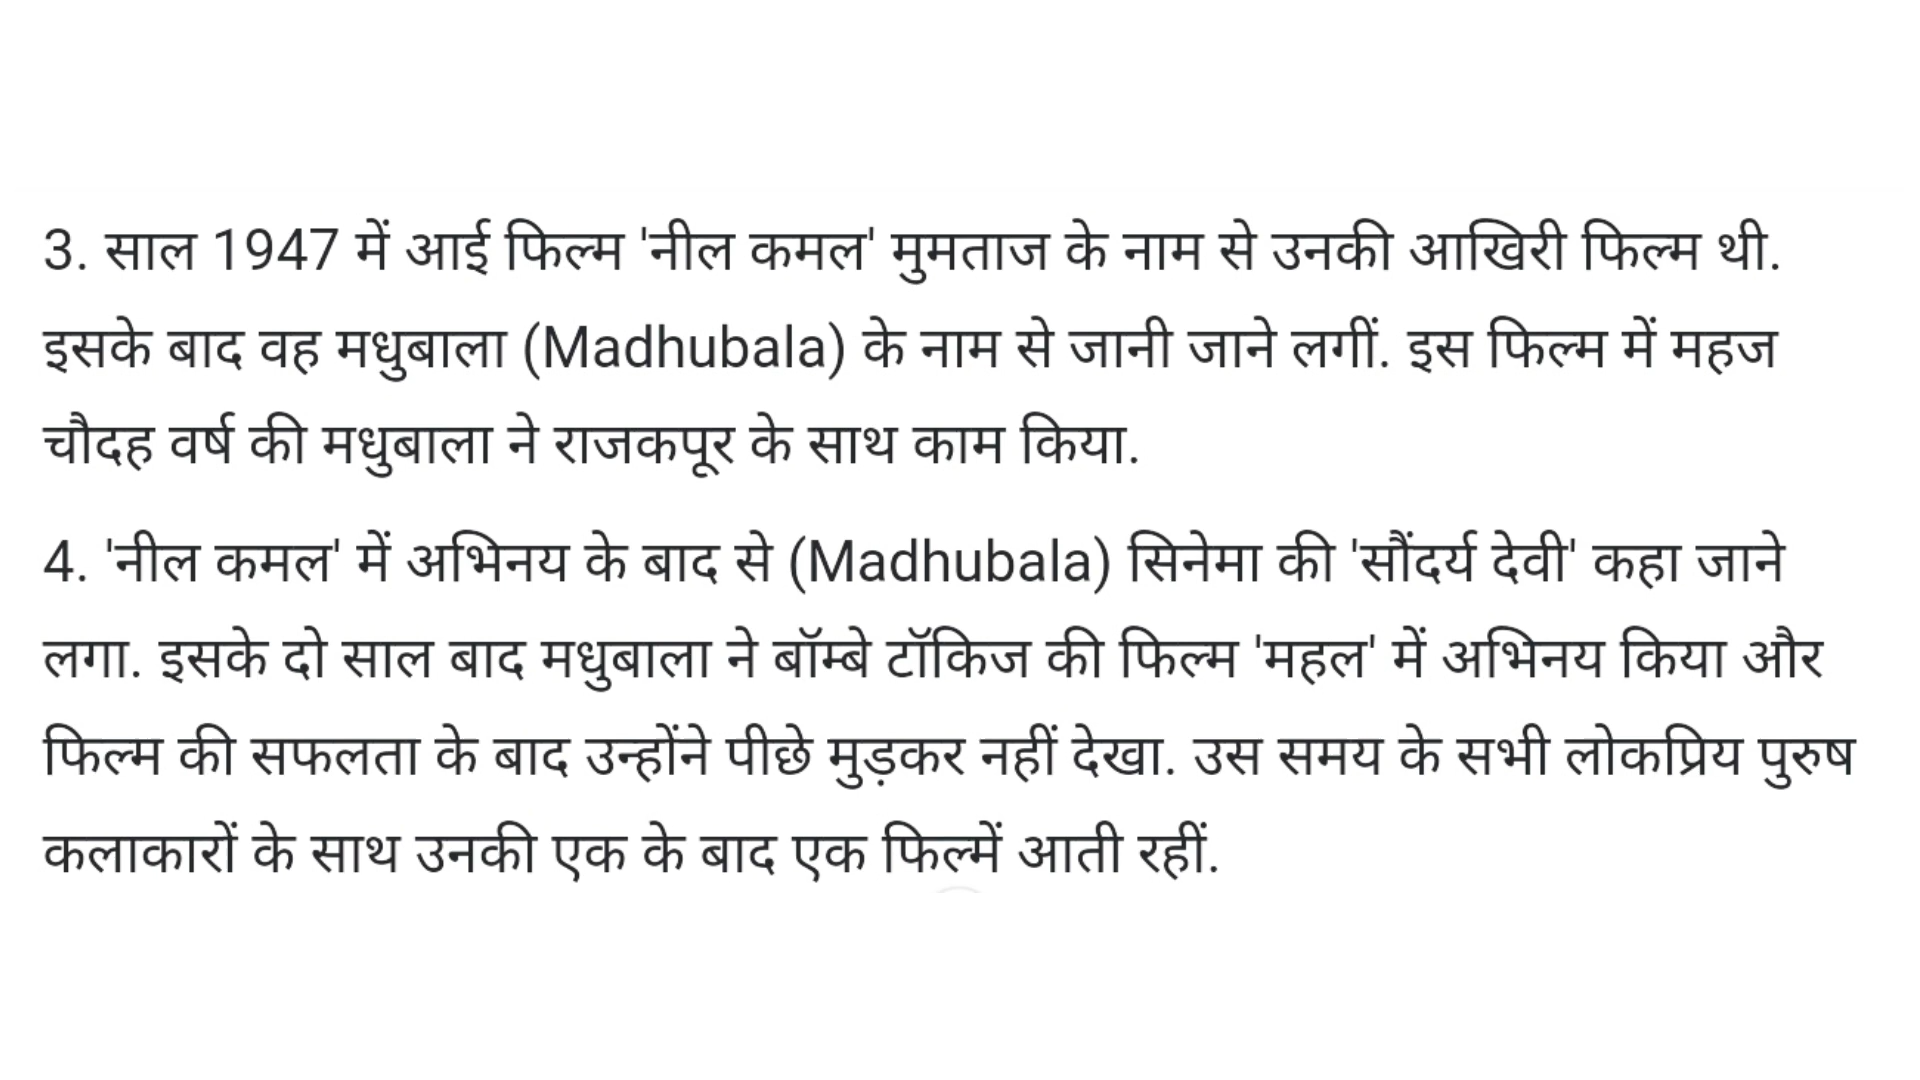 3. साल 1947 में आई फिल्म 'नील कमल' मुमताज के नाम से उनकी आखिरी फिल्म थी.
इसके बाद वह मधुबाला (Madhubala) के नाम से जानी जाने लगीं. इस फिल्म में महज
चौदह वर्ष की मधुबाला ने राजकपूर के साथ काम किया.
4. 'नील कमल' में अभिनय के बाद से (Madhubala) सिनेमा की 'सौंदर्य देवी' कहा जाने
लगा. इसके दो साल बाद मधुबाला ने बॉम्बे टॉकिज की फिल्म 'महल' में अभिनय किया और
फिल्म की सफलता के बाद उन्होंने पीछे मुड़कर नहीं देखा. उस समय के सभी लोकप्रिय पुरुष
कलाकारों के साथ उनकी एक के बाद एक फिल्में आती रहीं.